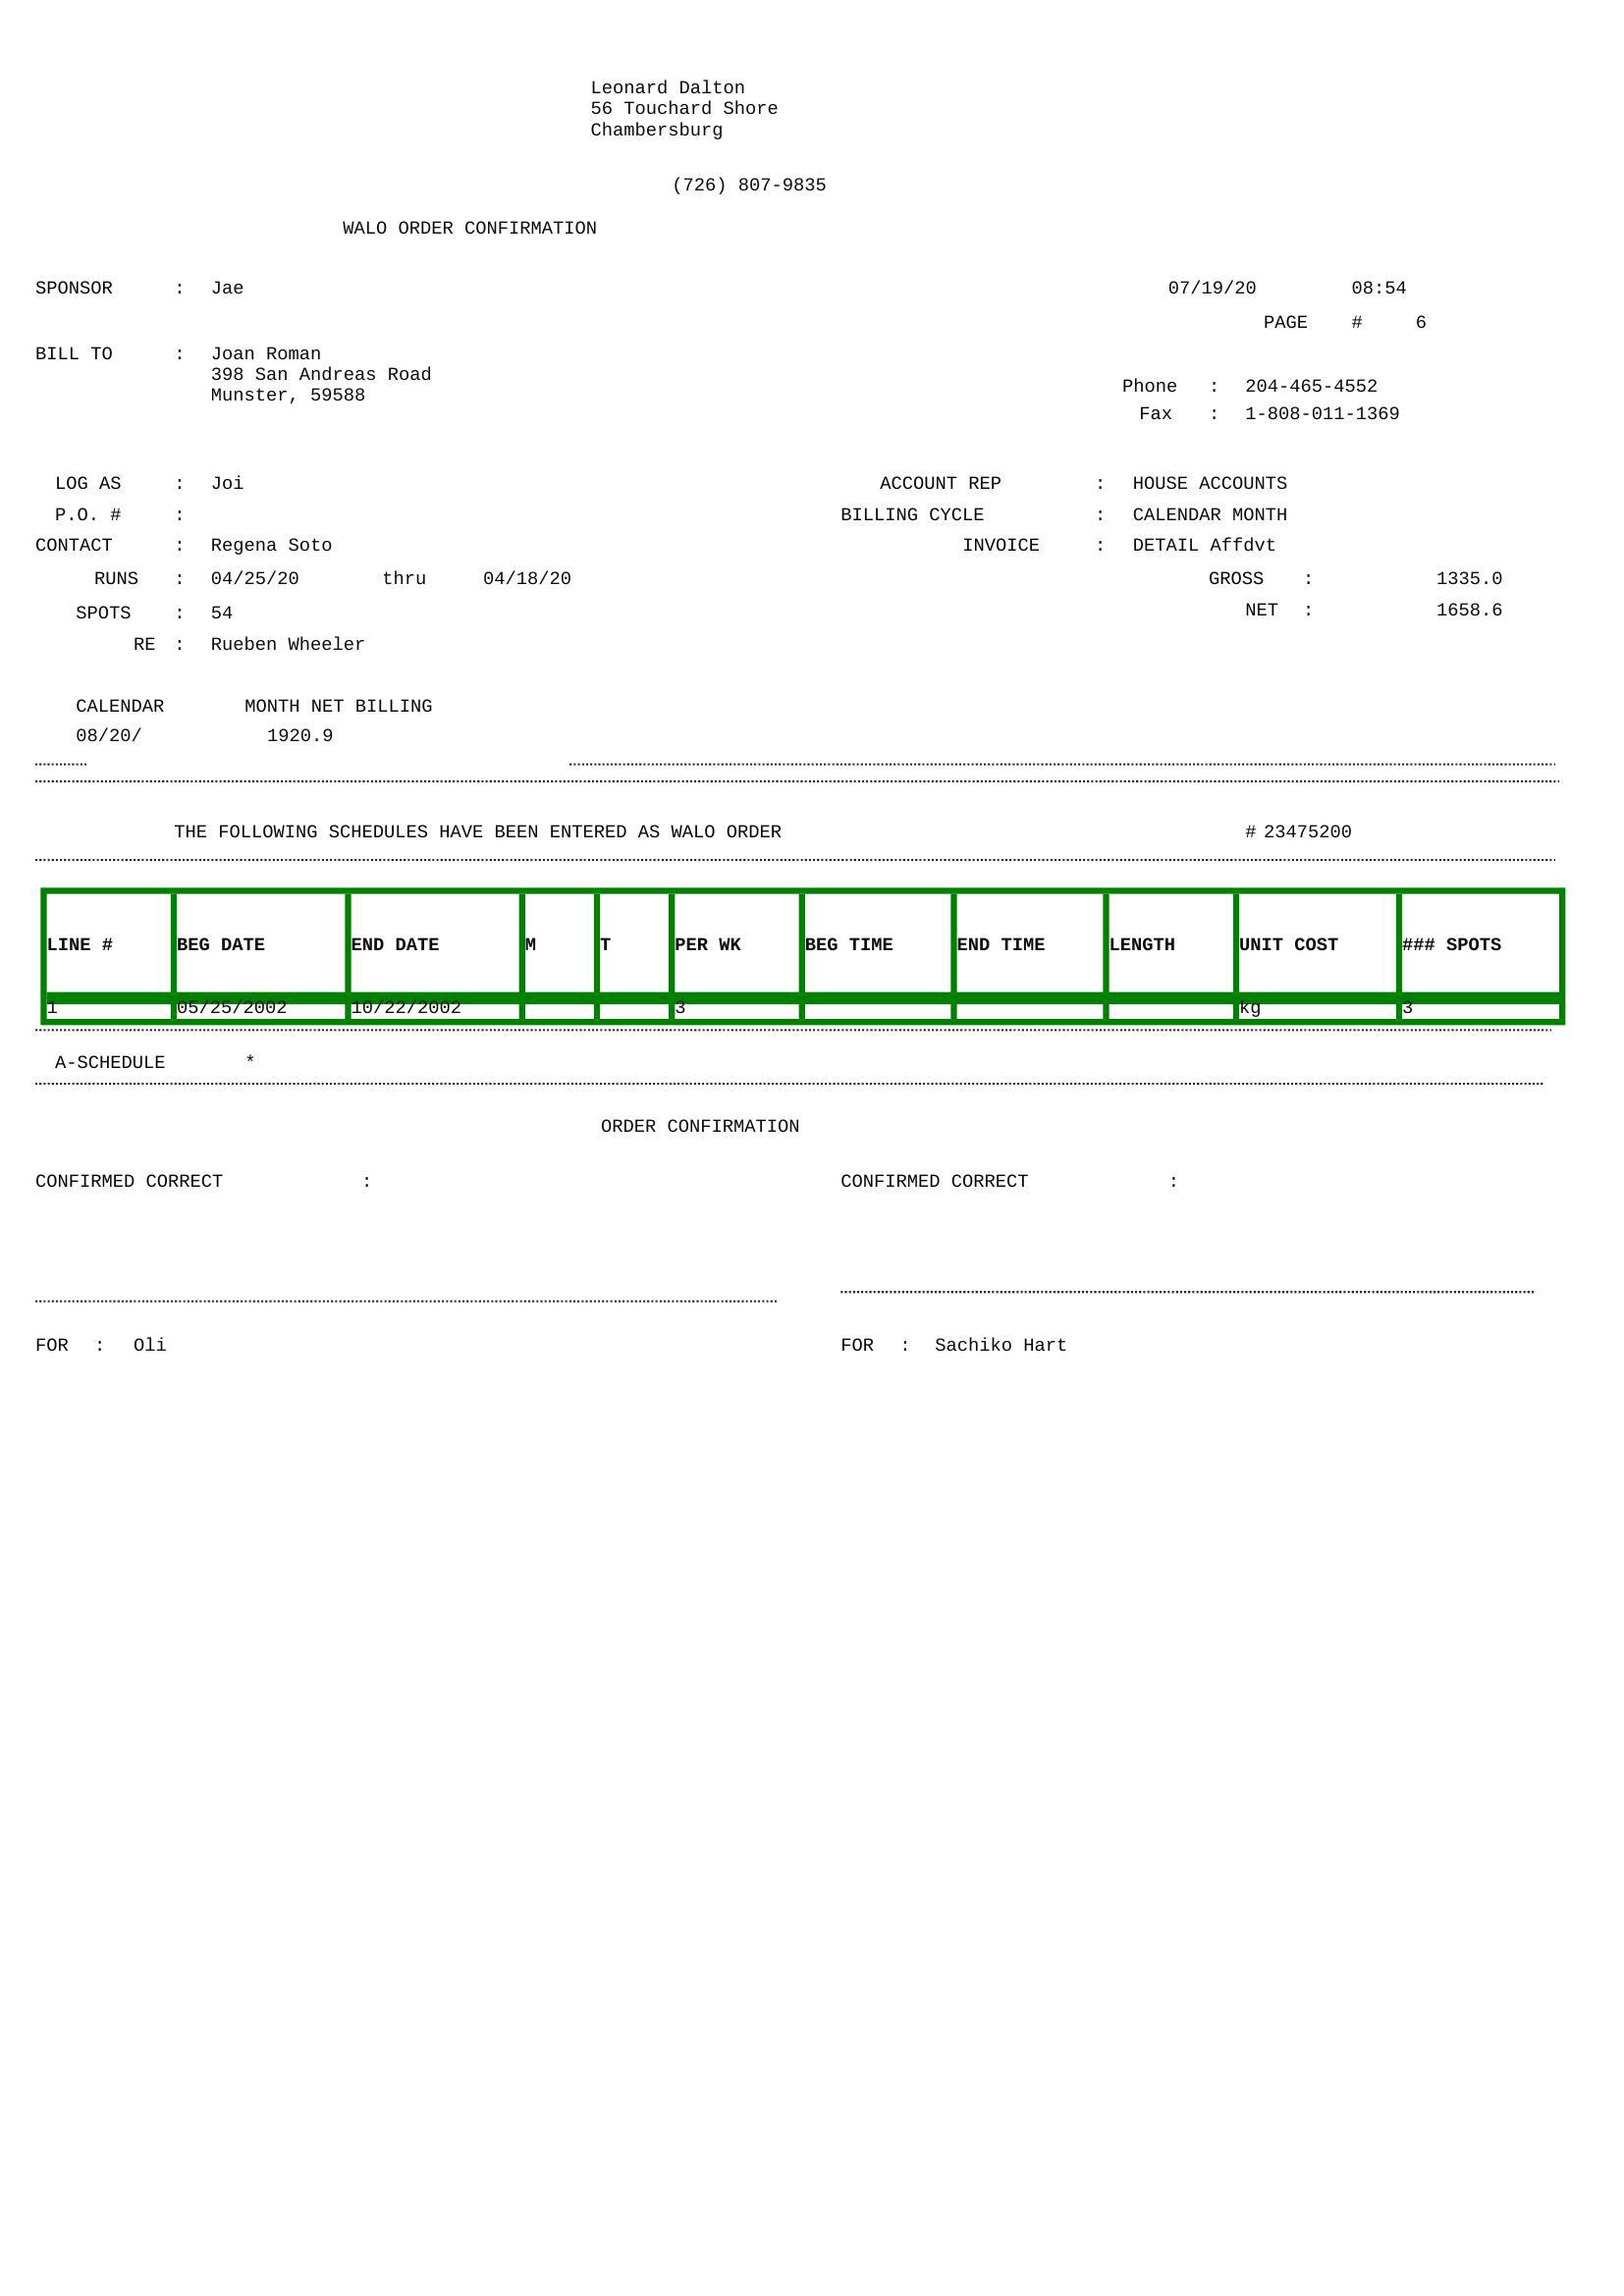 Leonard Dalton
56 Touchard Shore
Chambersburg
(726) 807-9835
WALO ORDER CONFIRMATION
SPONSOR : Jae 07/19/20 08:54
PAGE # 6
BILL TO : Joan Roman
398 San Andreas Road
Munster, 59588
Phone : 204-465-4552
Fax : 1-808-011-1369
LOG AS : Joi ACCOUNT REP : HOUSE ACCOUNTS
P.O. # : BILLING CYCLE : CALENDAR MONTH
CONTACT : Regena Soto INVOICE : DETAIL Affdvt
RUNS : 04/25/20 thru 04/18/20 GROSS : 1335.0
SPOTS : 54 NET : 1658.6
RE : Rueben Wheeler
CALENDAR MONTH NET BILLING
08/20/ 1920.9
THE FOLLOWING SCHEDULES HAVE BEEN ENTERED AS WALO ORDER # 23475200
LINE # BEG DATE END DATE M T PER WK BEG TIME END TIME LENGTH UNIT COST ### SPOTS
1 05/25/2002 10/22/2002 3 kg 3
A-SCHEDULE *
ORDER CONFIRMATION
CONFIRMED CORRECT : CONFIRMED CORRECT :
FOR : Oli FOR : Sachiko Hart